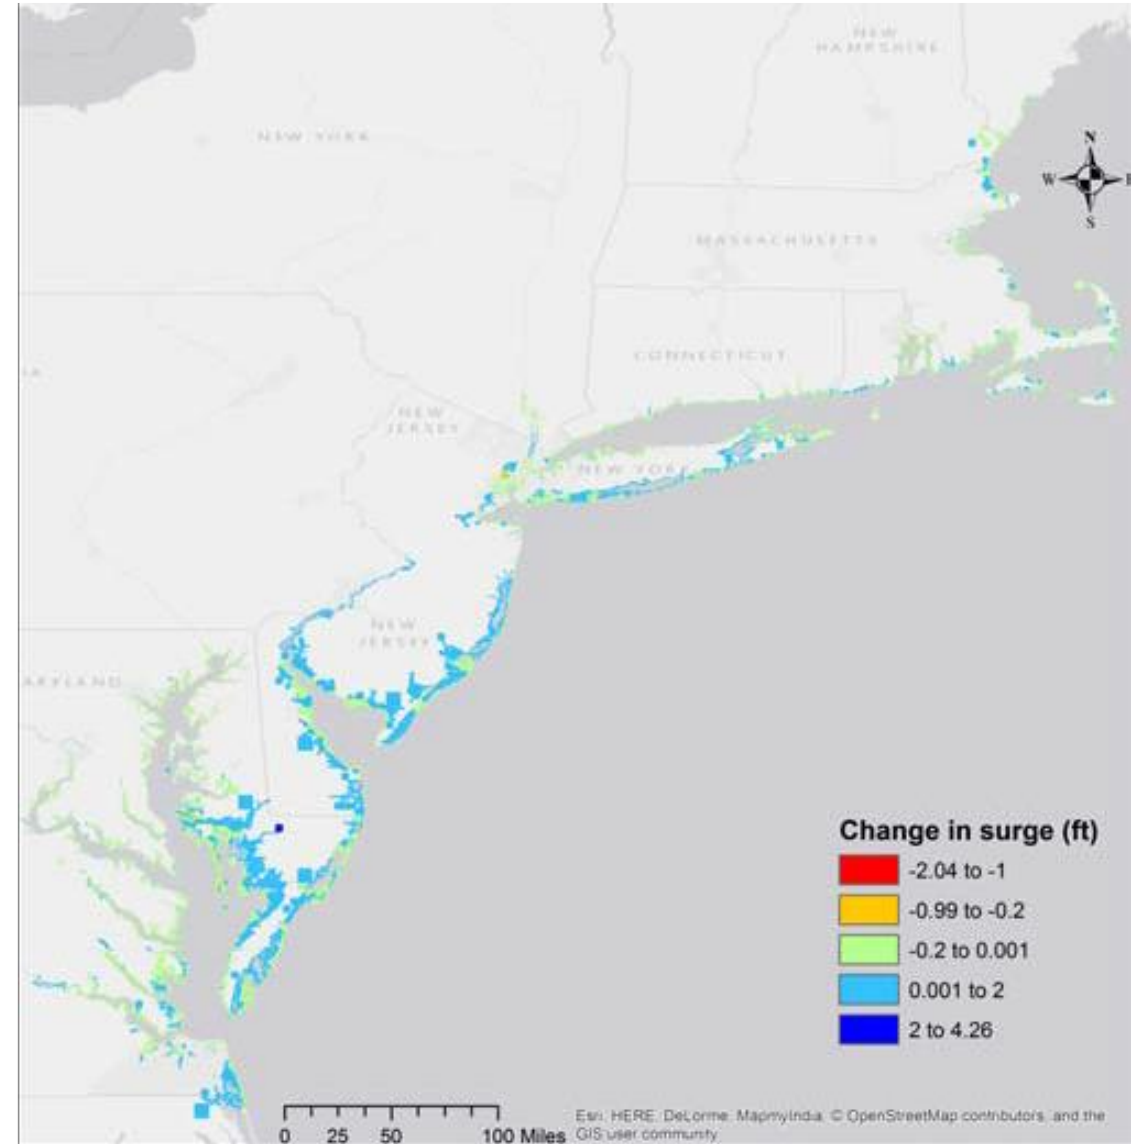 NEW
HAMPSHIRE
NEW YORK
N
W
S
MASSACHUSETTS
CONNECTICUT
NEW
JERSEY
NEW YORK
NEW
JERSEY
ARYLAND
Change in surge (ft)
-2.04 to -1
-0.99 to -0.2
-0.2 to 0.001
0.001 to 2
2 to 4.26
0 25 50 100 Miles
Esri, HERE, DeLorme, MapmyIndia, © OpenStreetMap contributors, and the
GIS user community